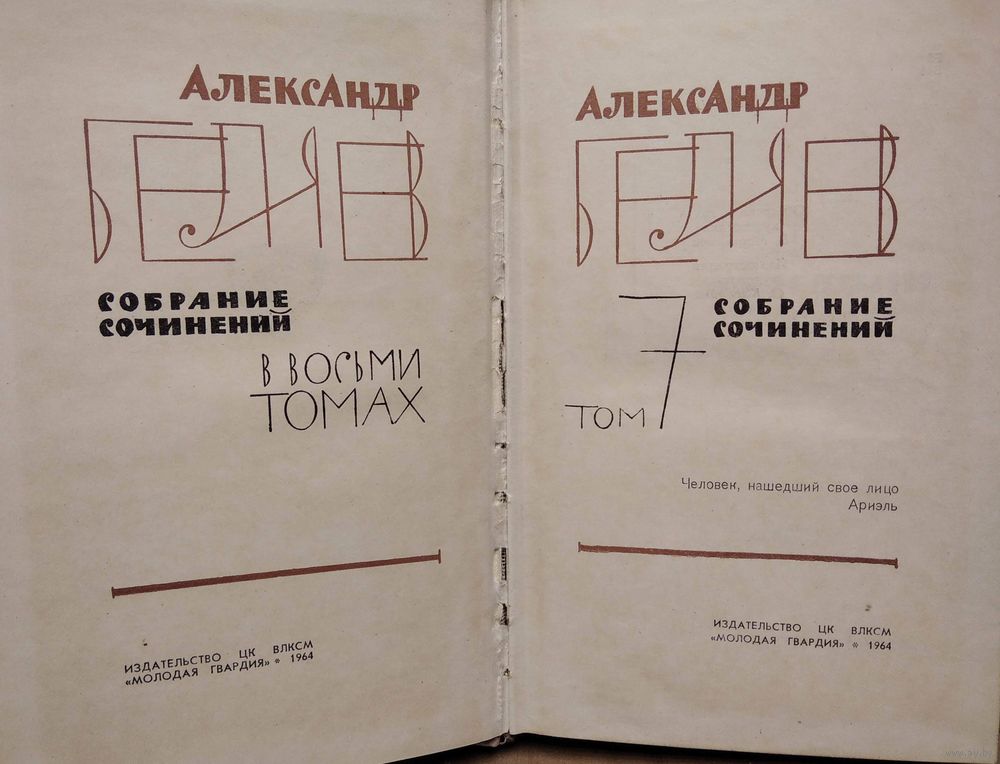 АЛЕКСАНДР
БЕЛЯЕВ
СОБРАНИЕ
СОЧИНЕНИЙ
В ВОСЬМИ
ТОМАХ
ИЗДАТЕЛЬСТВО ЦК ВЛКСМ
«МОЛОДАЯ ГВАРДИЯ» * 1964
АЛЕКСАНДР
БЕЛЯЕВ
СОБРАНИЕ
СОЧИНЕНИЙ
ТОМ 7
Человек, нашедший свое лицо
Ариэль
ИЗДАТЕЛЬСТВО ЦК ВЛКСМ
«МОЛОДАЯ ГВАРДИЯ» * 1964